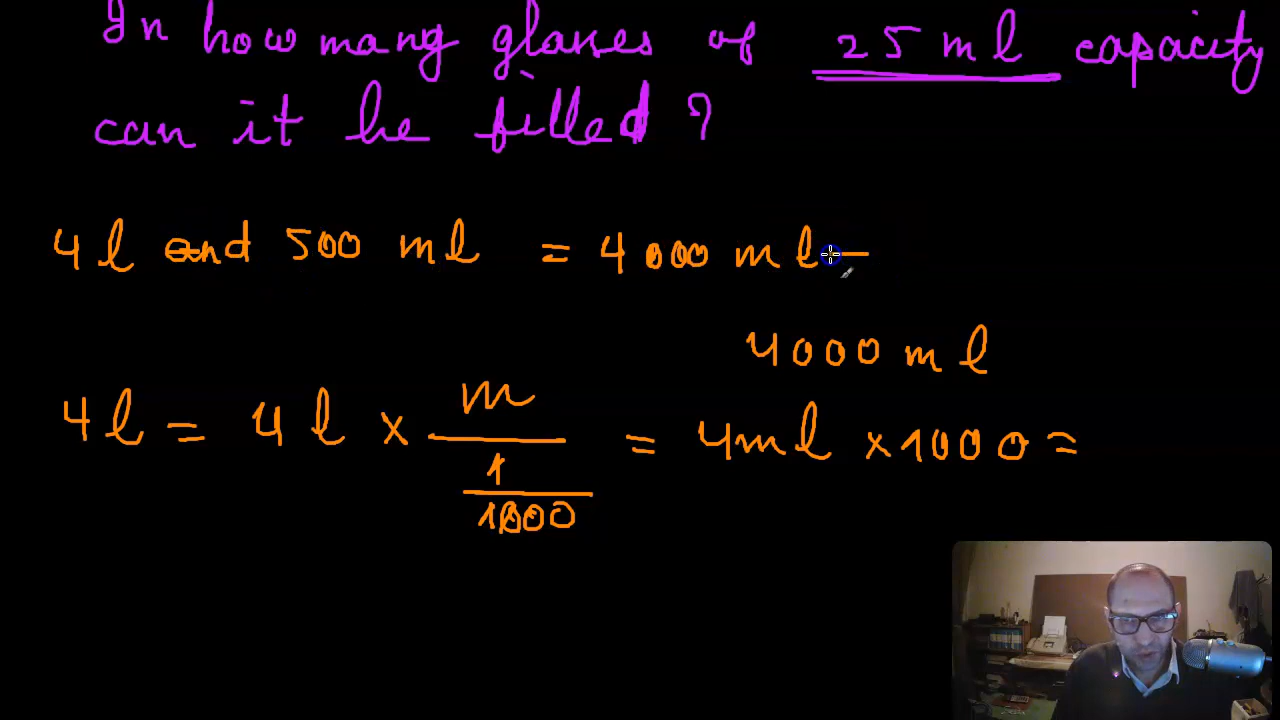 In how many glasses of 25 ml capacity
can it be filled ?
4 l and 500 ml = 4000 ml -
4000 ml
4 l = 4 l x m / 1 / 1000 = 4 ml x 1000 =